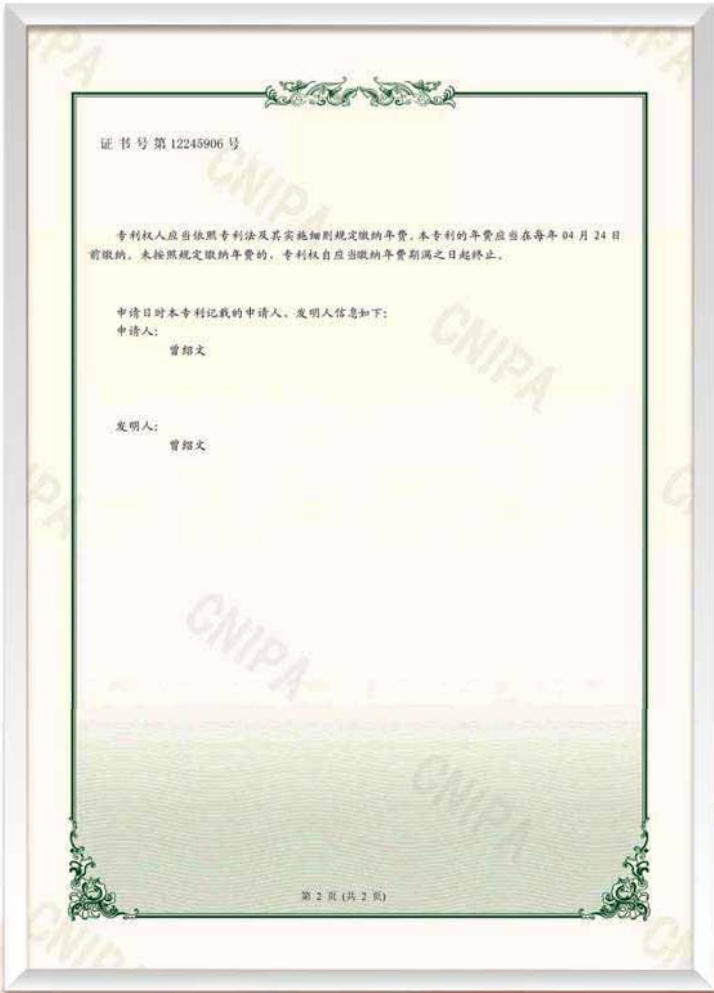 证书号第12245906号
专利权人应当依照专利法及其实施细则规定缴纳年费。本专利的年费应当在每年 04 月 24 日
前缴纳。未按照规定缴纳年费的，专利权自应当缴纳年费期满之日起终止。
申请日时本专利记载的申请人、发明人信息如下：
申请人：
曾绍文
发明人：
曾绍文
第 2 页 (共 2 页)
CNIPA
CNIPA
CNIPA
CNIPA